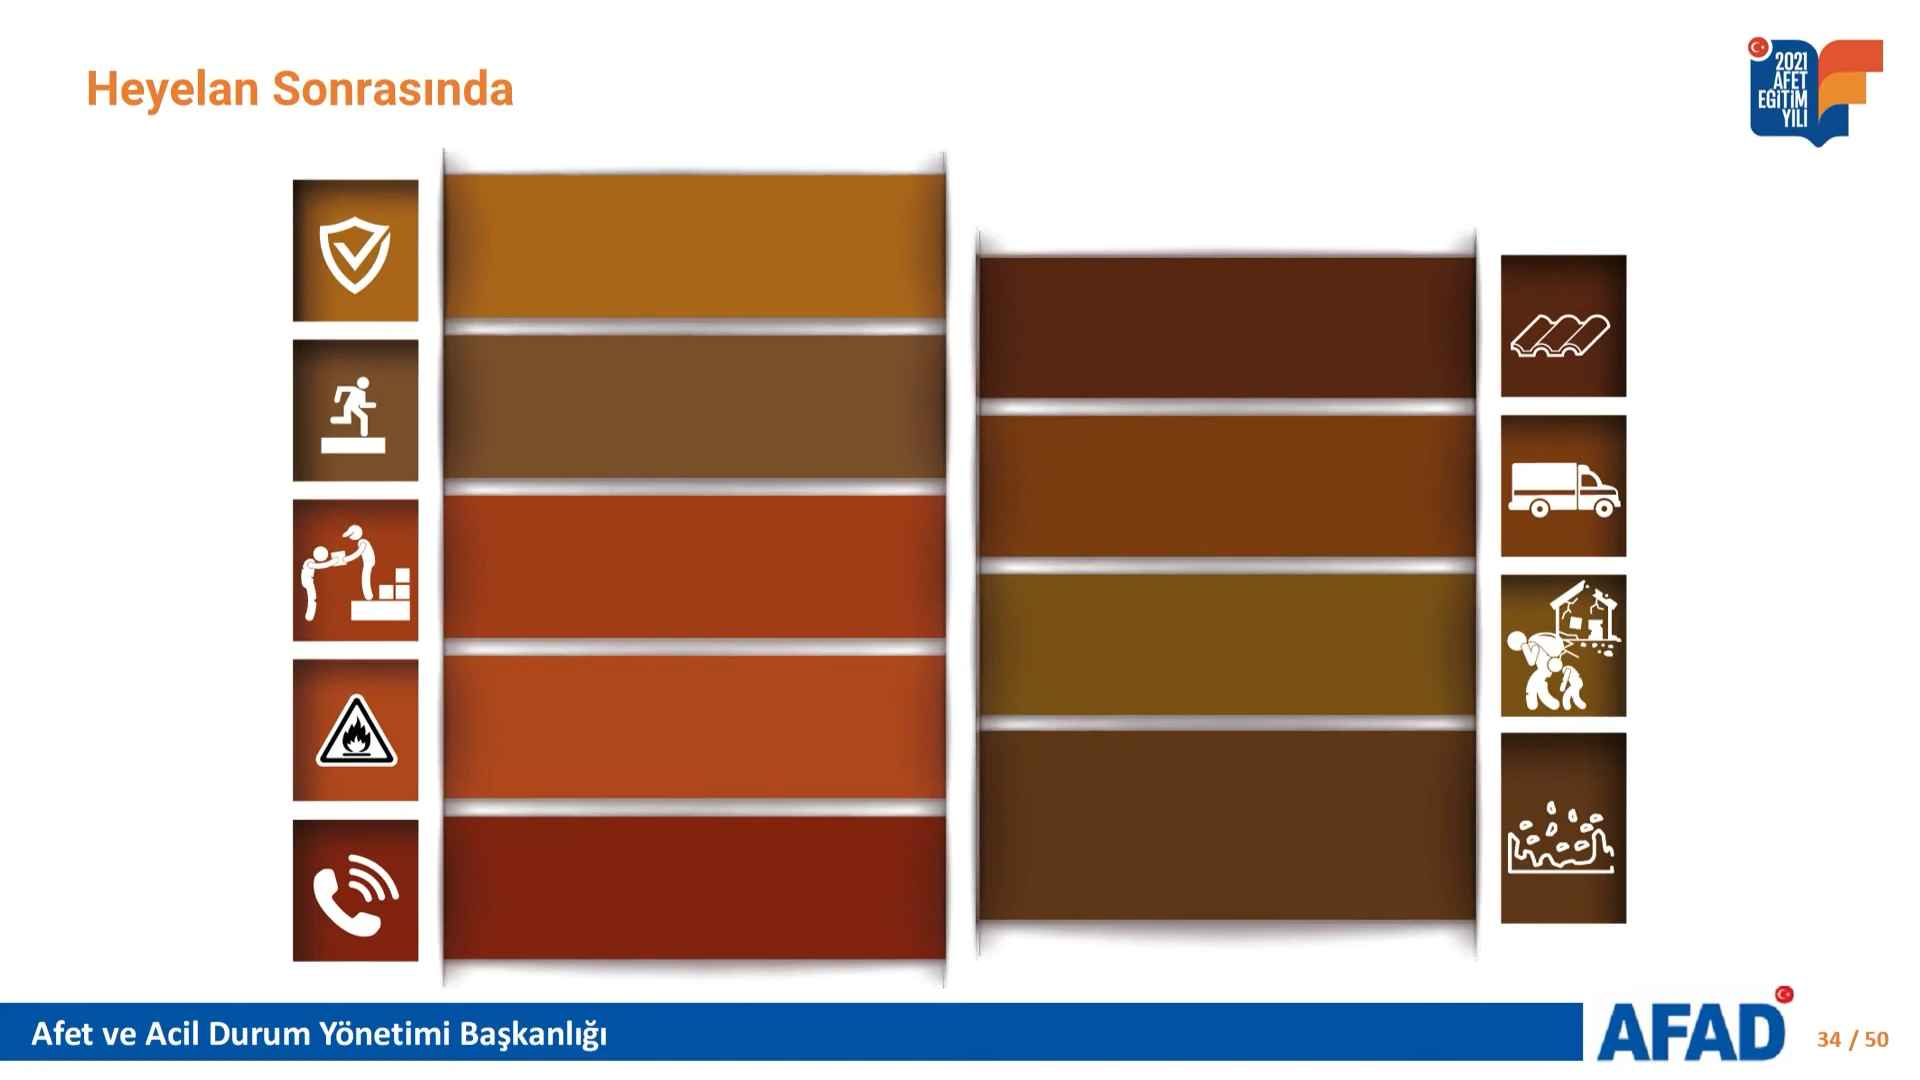 Heyelan Sonrasında
2021
AFET
EĞİTİM
YILI
Afet ve Acil Durum Yönetimi Başkanlığı
AFAD
34 / 50